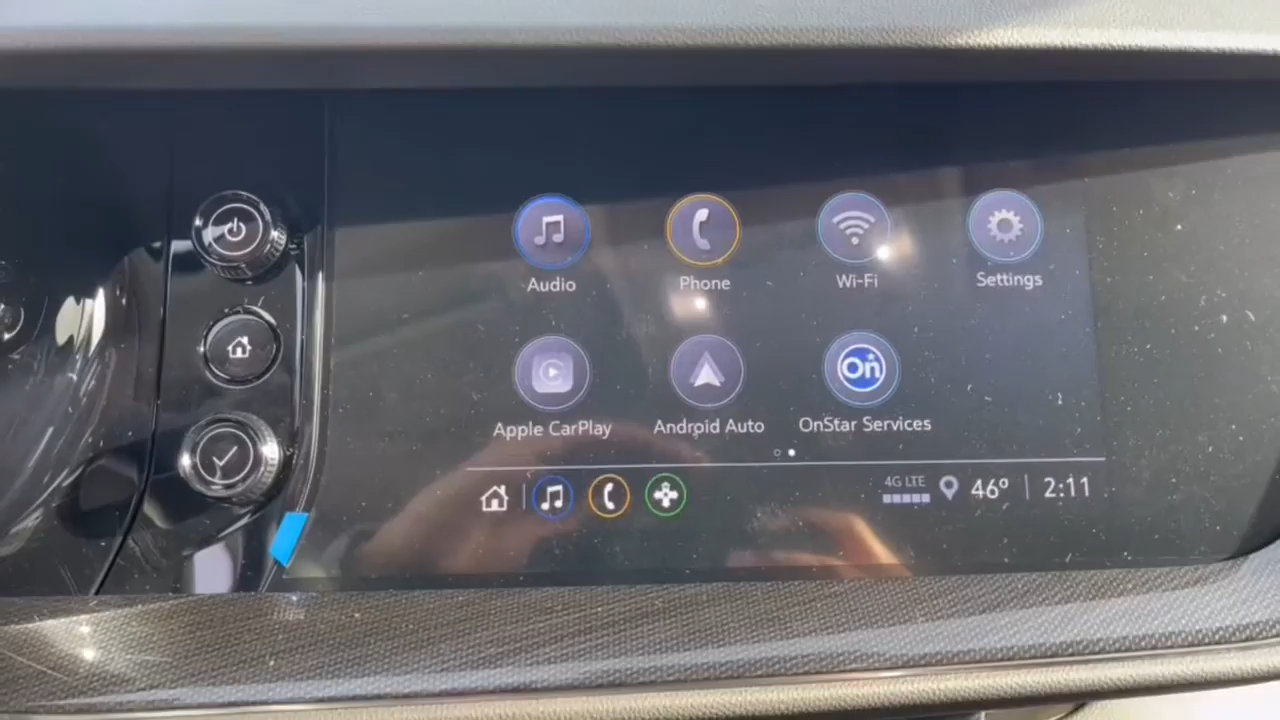 Audio Phone Wi-Fi Settings
On
Apple CarPlay Android Auto OnStar Services
4G LTE 46° 2:11